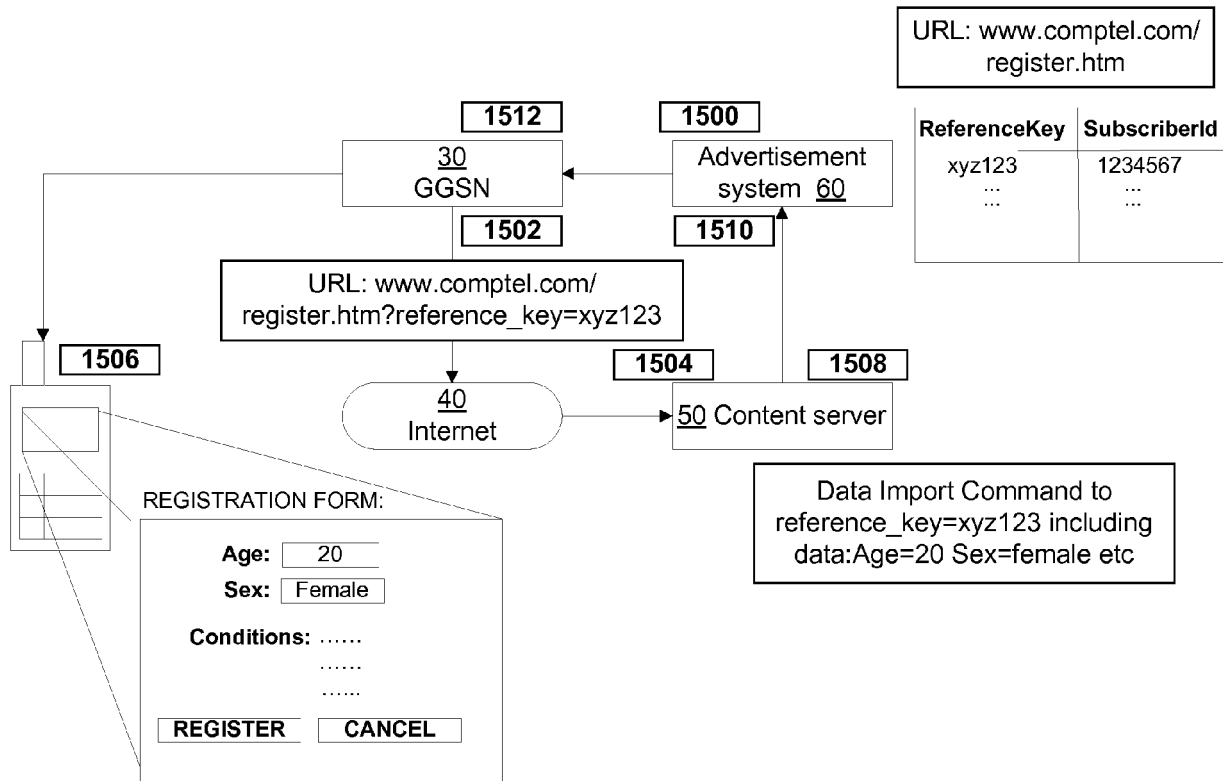 URL: www.comptel.com/
register.htm
ReferenceKey SubscriberId
xyz123 1234567
... ...
... ...
1512
1500
30
GGSN
Advertisement
system 60
1502
1510
URL: www.comptel.com/
register.htm?reference_key=xyz123
1506
1504
1508
40
Internet
50 Content server
Data Import Command to
reference_key=xyz123 including
data:Age=20 Sex=female etc
REGISTRATION FORM:
Age: 20
Sex: Female
Conditions: ......
......
......
REGISTER CANCEL